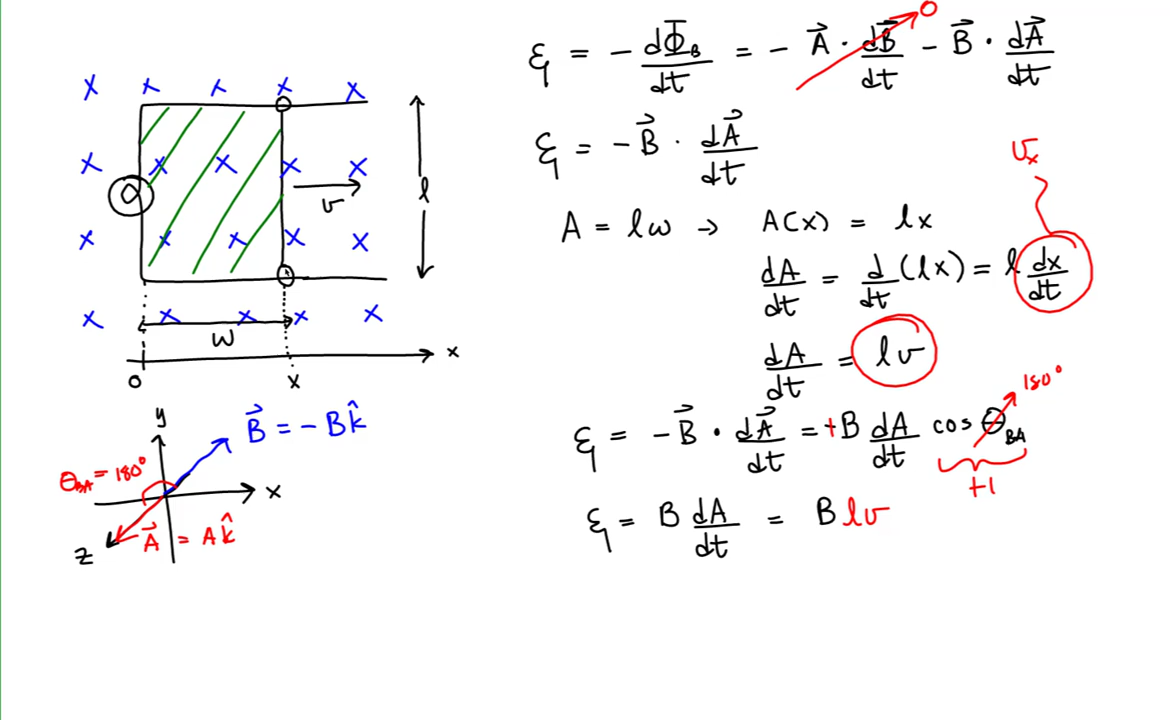 ℰ = - dΦ_B/dt = - A⃗ · dB⃗/dt - B⃗ · dA⃗/dt
0
ℰ = -B⃗ · dA⃗/dt
v_x
A = lw → A(x) = lx
dA/dt = d/dt (lx) = l dx/dt
dA/dt = lv
180°
ℰ = -B⃗ · dA⃗/dt = +B dA/dt cos θ_BA
+1
ℰ = B dA/dt = B lv
x x x x x
x x x x x
x x x x x
x x x x x
v
l
w
x
0 x
y
B⃗ = -Bk̂
θ_BA = 180°
x
z
A⃗ = Ak̂